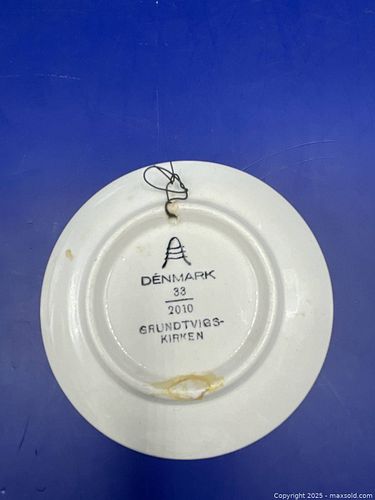 DENMARK
33
2010
GRUNDTVIGS-
KIRKEN
Copyright 2025 - maxsold.com